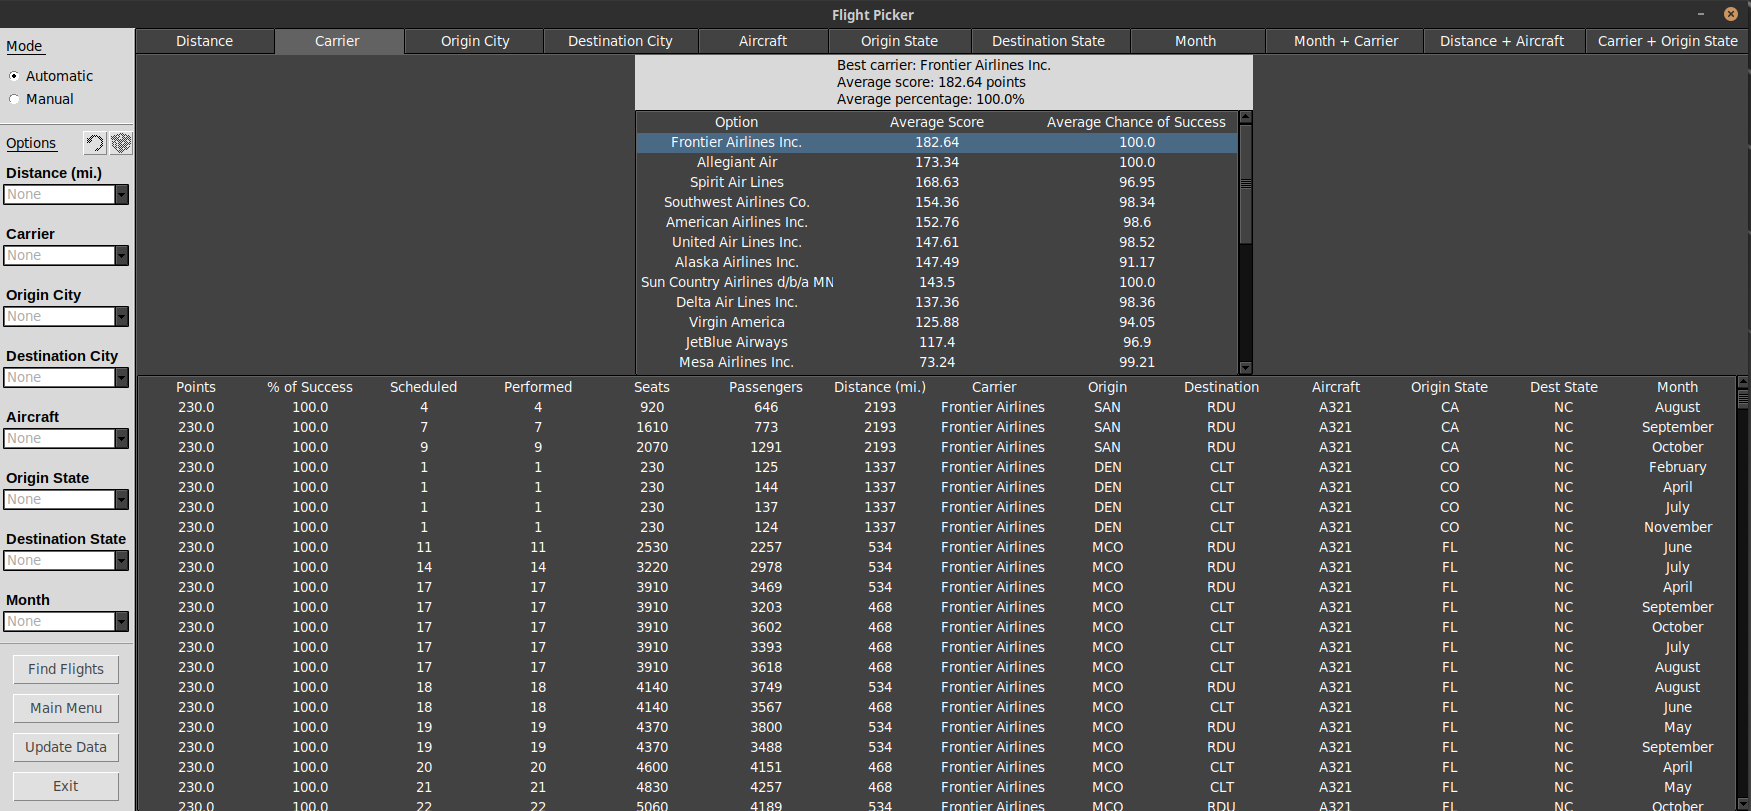 Flight Picker
Mode
Automatic
Manual
Options
Distance (mi.)
None
Carrier
None
Origin City
None
Destination City
None
Aircraft
None
Origin State
None
Destination State
None
Month
None
Find Flights
Main Menu
Update Data
Exit
Distance Carrier Origin City Destination City Aircraft Origin State Destination State Month Month + Carrier Distance + Aircraft Carrier + Origin State
Best carrier: Frontier Airlines Inc.
Average score: 182.64 points
Average percentage: 100.0%
Option Average Score Average Chance of Success
Frontier Airlines Inc. 182.64 100.0
Allegiant Air 173.34 100.0
Spirit Air Lines 168.63 96.95
Southwest Airlines Co. 154.36 98.34
American Airlines Inc. 152.76 98.6
United Air Lines Inc. 147.61 98.52
Alaska Airlines Inc. 147.49 91.17
Sun Country Airlines d/b/a MN 143.5 100.0
Delta Air Lines Inc. 137.36 98.36
Virgin America 125.88 94.05
JetBlue Airways 117.4 96.9
Mesa Airlines Inc. 73.24 99.21
Points % of Success Scheduled Performed Seats Passengers Distance (mi.) Carrier Origin Destination Aircraft Origin State Dest State Month
230.0 100.0 4 4 920 646 2193 Frontier Airlines SAN RDU A321 CA NC August
230.0 100.0 7 7 1610 773 2193 Frontier Airlines SAN RDU A321 CA NC September
230.0 100.0 9 9 2070 1291 2193 Frontier Airlines SAN RDU A321 CA NC October
230.0 100.0 1 1 230 125 1337 Frontier Airlines DEN CLT A321 CO NC February
230.0 100.0 1 1 230 144 1337 Frontier Airlines DEN CLT A321 CO NC April
230.0 100.0 1 1 230 137 1337 Frontier Airlines DEN CLT A321 CO NC July
230.0 100.0 1 1 230 124 1337 Frontier Airlines DEN CLT A321 CO NC November
230.0 100.0 11 11 2530 2257 534 Frontier Airlines MCO RDU A321 FL NC June
230.0 100.0 14 14 3220 2978 534 Frontier Airlines MCO RDU A321 FL NC July
230.0 100.0 17 17 3910 3469 534 Frontier Airlines MCO RDU A321 FL NC April
230.0 100.0 17 17 3910 3203 468 Frontier Airlines MCO CLT A321 FL NC September
230.0 100.0 17 17 3910 3602 468 Frontier Airlines MCO CLT A321 FL NC October
230.0 100.0 17 17 3910 3393 468 Frontier Airlines MCO CLT A321 FL NC July
230.0 100.0 17 17 3910 3618 468 Frontier Airlines MCO CLT A321 FL NC August
230.0 100.0 18 18 4140 3749 534 Frontier Airlines MCO RDU A321 FL NC August
230.0 100.0 18 18 4140 3567 468 Frontier Airlines MCO CLT A321 FL NC June
230.0 100.0 19 19 4370 3800 534 Frontier Airlines MCO RDU A321 FL NC May
230.0 100.0 19 19 4370 3488 534 Frontier Airlines MCO RDU A321 FL NC September
230.0 100.0 20 20 4600 4151 468 Frontier Airlines MCO CLT A321 FL NC April
230.0 100.0 21 21 4830 4257 468 Frontier Airlines MCO CLT A321 FL NC May
230.0 100.0 22 22 5060 4189 534 Frontier Airlines MCO RDU A321 FL NC October